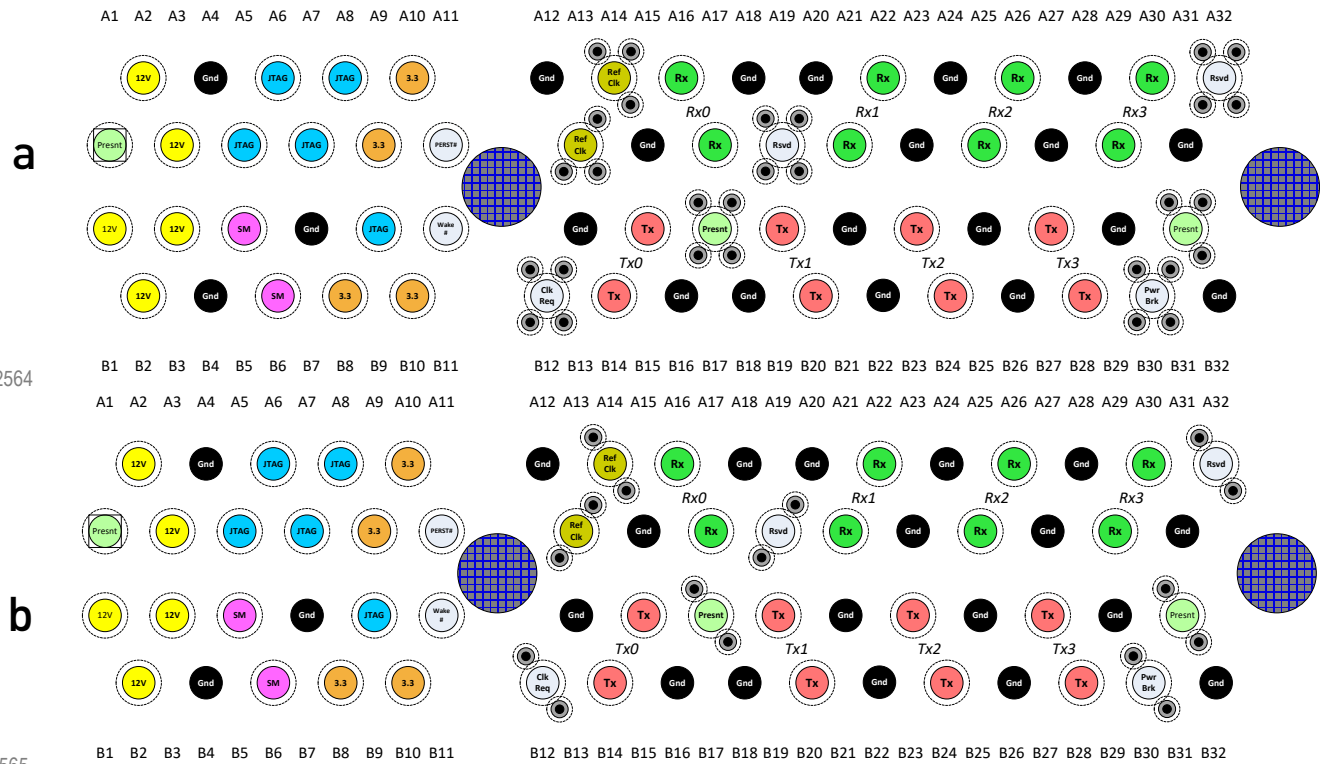 A1 A2 A3 A4 A5 A6 A7 A8 A9 A10 A11 A12 A13 A14 A15 A16 A17 A18 A19 A20 A21 A22 A23 A24 A25 A26 A27 A28 A29 A30 A31 A32
12V Gnd JTAG JTAG 3.3 Gnd Ref Clk Rx Gnd Gnd Rx Gnd Rx Gnd Rx Rsvd
Rx0 Rx1 Rx2 Rx3
a Presnt 12V JTAG JTAG 3.3 PERST# Ref Clk Gnd Rx Rsvd Rx Gnd Rx Gnd Rx Gnd
12V 12V SM Gnd JTAG Wake # Gnd Tx Presnt Tx Gnd Tx Gnd Tx Gnd Presnt
Tx0 Tx1 Tx2 Tx3
12V Gnd SM 3.3 3.3 Clk Req Tx Gnd Gnd Tx Gnd Tx Gnd Tx Pwr Brk Gnd
B1 B2 B3 B4 B5 B6 B7 B8 B9 B10 B11 B12 B13 B14 B15 B16 B17 B18 B19 B20 B21 B22 B23 B24 B25 B26 B27 B28 B29 B30 B31 B32
2564
A1 A2 A3 A4 A5 A6 A7 A8 A9 A10 A11 A12 A13 A14 A15 A16 A17 A18 A19 A20 A21 A22 A23 A24 A25 A26 A27 A28 A29 A30 A31 A32
12V Gnd JTAG JTAG 3.3 Gnd Ref Clk Rx Gnd Gnd Rx Gnd Rx Gnd Rx Rsvd
Rx0 Rx1 Rx2 Rx3
Presnt 12V JTAG JTAG 3.3 PERST# Ref Clk Gnd Rx Rsvd Rx Gnd Rx Gnd Rx Gnd
b 12V 12V SM Gnd JTAG Wake # Gnd Tx Presnt Tx Gnd Tx Gnd Tx Gnd Presnt
Tx0 Tx1 Tx2 Tx3
12V Gnd SM 3.3 3.3 Clk Req Tx Gnd Gnd Tx Gnd Tx Gnd Tx Pwr Brk Gnd
B1 B2 B3 B4 B5 B6 B7 B8 B9 B10 B11 B12 B13 B14 B15 B16 B17 B18 B19 B20 B21 B22 B23 B24 B25 B26 B27 B28 B29 B30 B31 B32